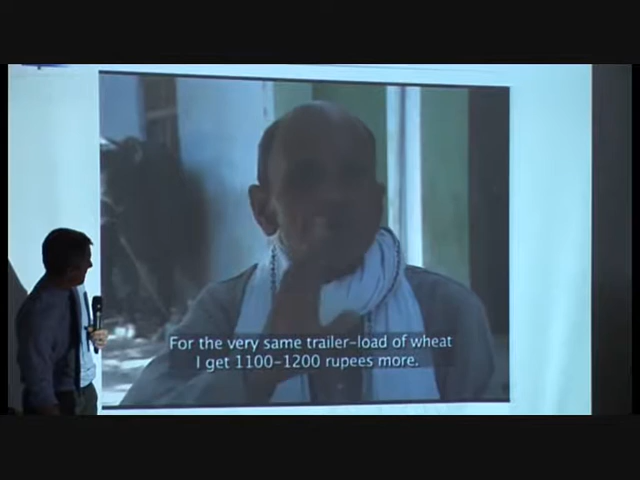 For the very same trailer-load of wheat
I get 1100-1200 rupees more.